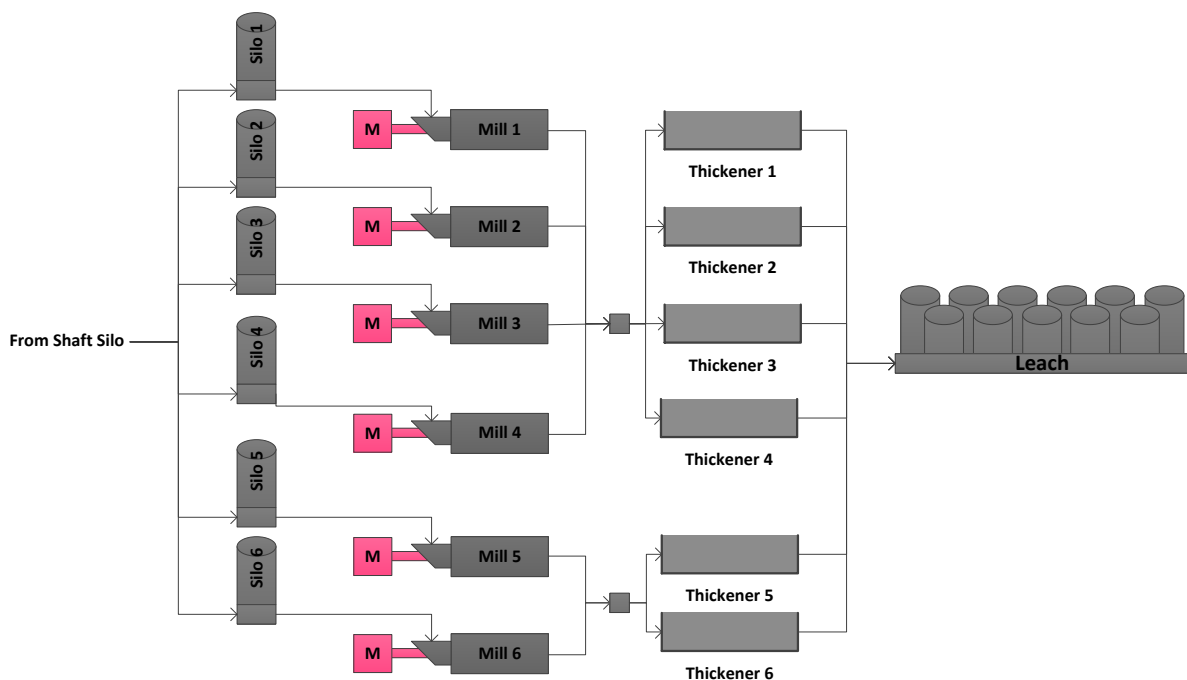 Silo 1
Silo 2
Silo 3
Silo 4
Silo 5
Silo 6
From Shaft Silo
M
Mill 1
M
Mill 2
M
Mill 3
M
Mill 4
M
Mill 5
M
Mill 6
Thickener 1
Thickener 2
Thickener 3
Thickener 4
Thickener 5
Thickener 6
Leach